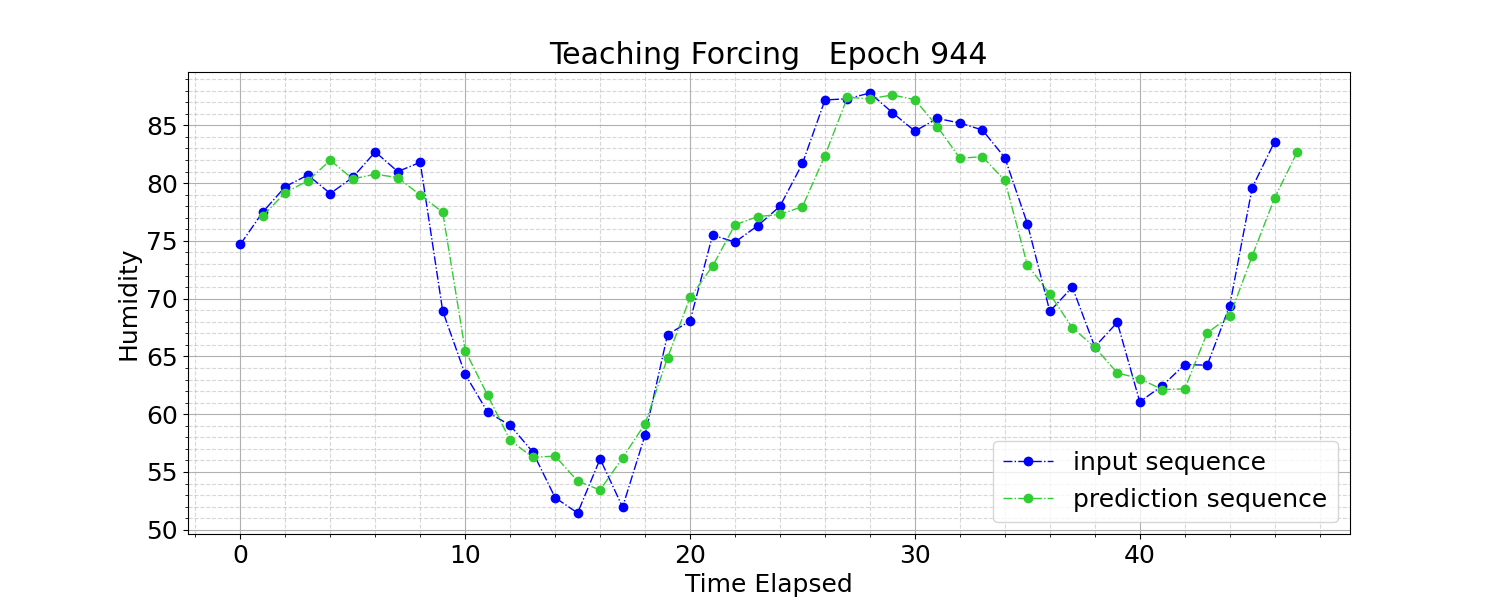 Teaching Forcing   Epoch 944
Humidity
85
80
75
70
65
60
55
50
0 10 20 30 40
Time Elapsed
input sequence
prediction sequence